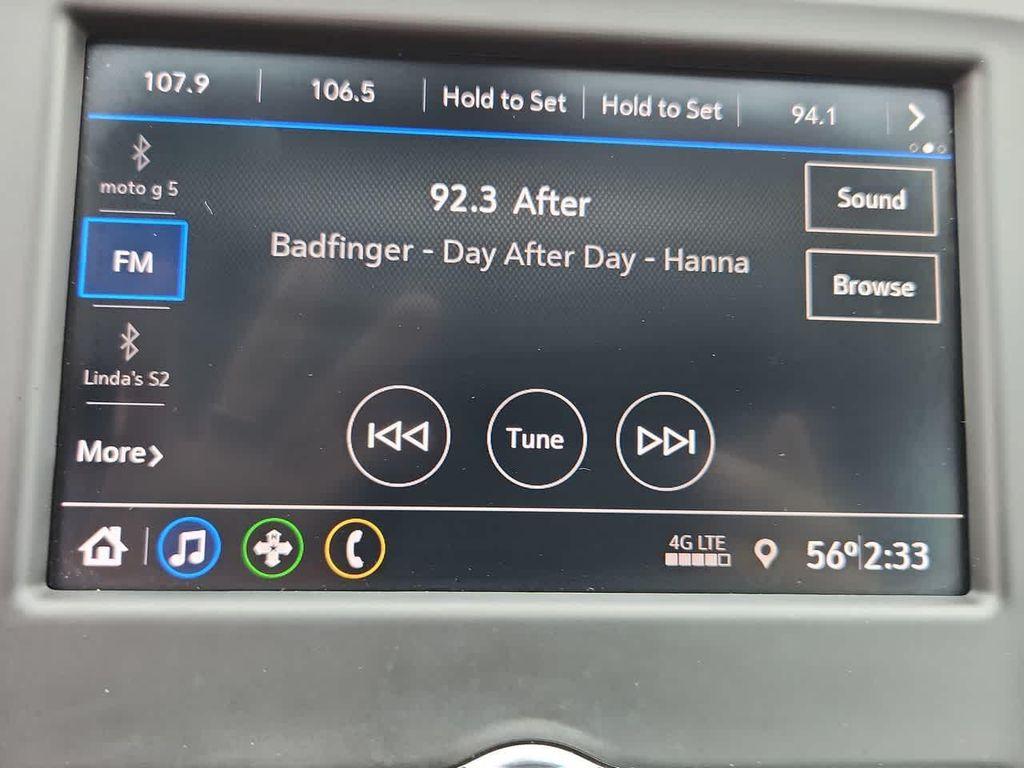 107.9 106.5 Hold to Set Hold to Set 94.1
moto g 5
92.3 After
Sound
Badfinger - Day After Day - Hanna
FM
Browse
Linda's S2
Tune
More
4G LTE
56° 2:33